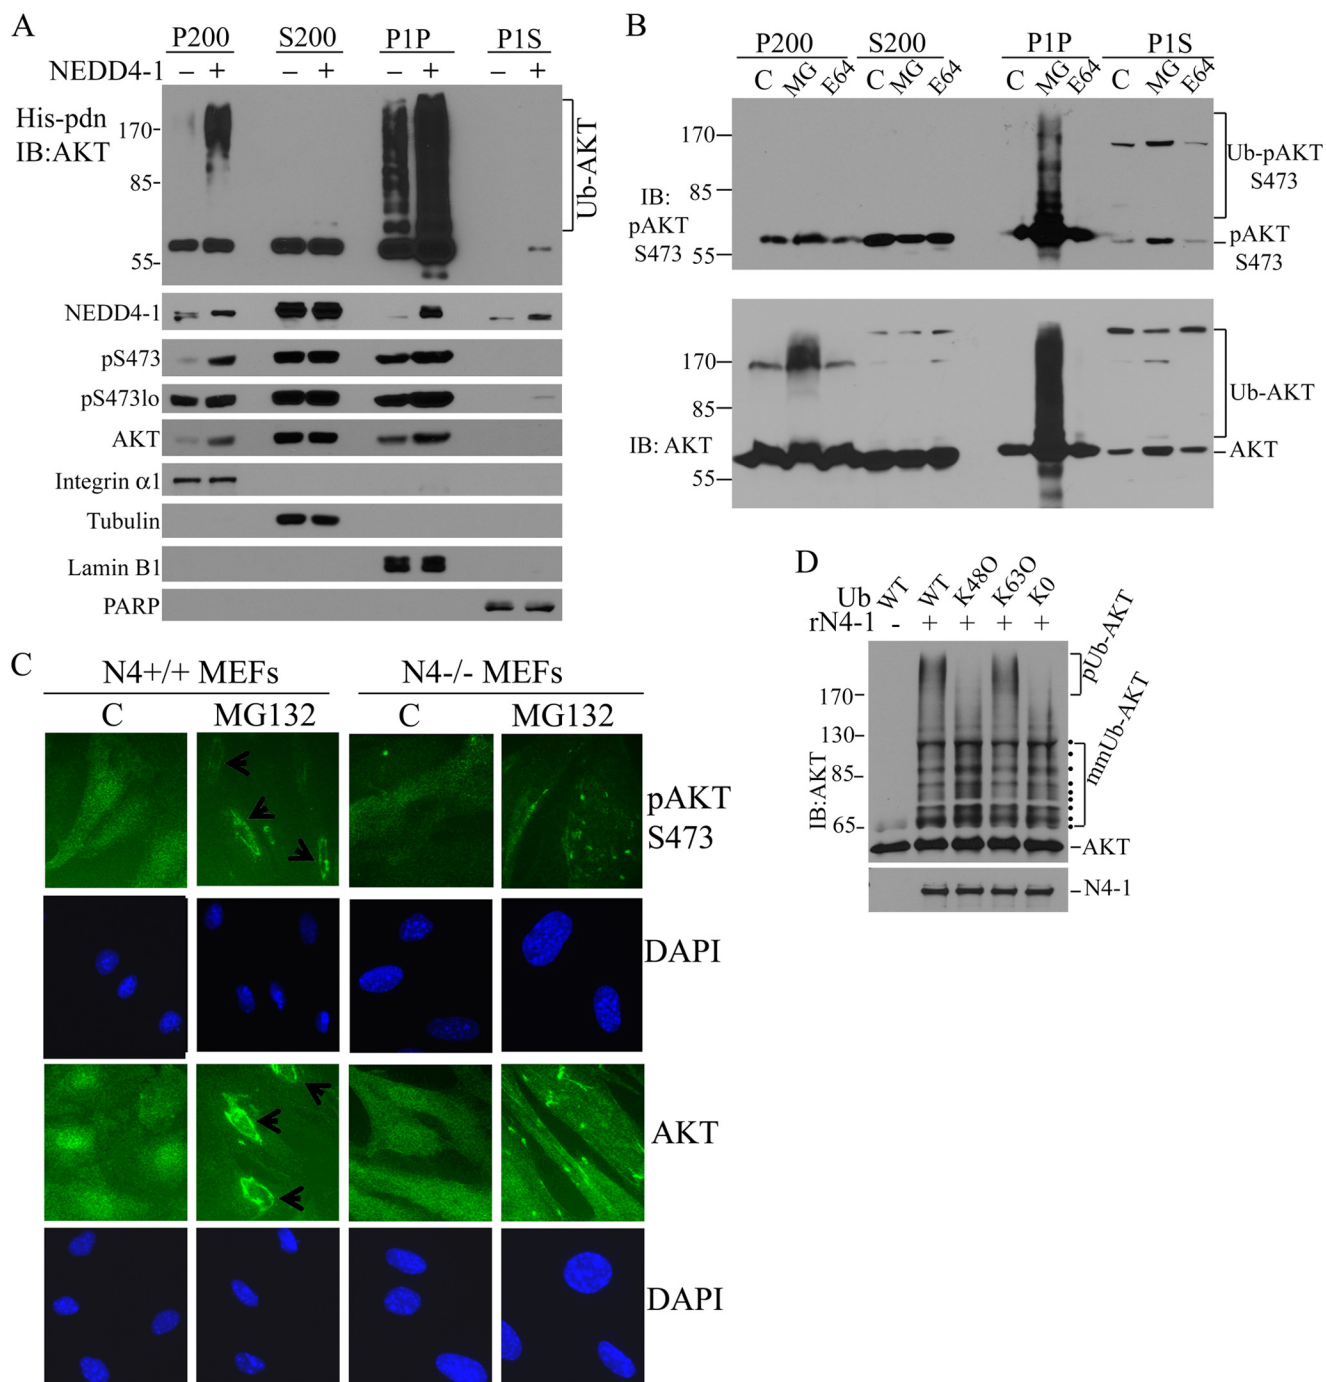 A
P200 S200 P1P P1S
NEDD4-1 – + – + – + – +
His-pdn
IB:AKT
170-
85-
55-
Ub-AKT
NEDD4-1
pS473
pS473lo
AKT
Integrin α1
Tubulin
Lamin B1
PARP
B
P200 S200 P1P P1S
C MG E64 C MG E64 C MG E64 C MG E64
170
85
55
IB:
pAKT
S473
Ub-pAKT
S473
pAKT
S473
170
85
55
IB: AKT
Ub-AKT
AKT
C
N4+/+ MEFs N4-/- MEFs
C MG132 C MG132
pAKT
S473
DAPI
AKT
DAPI
D
Ub WT WT K48O K63O K0
rN4-1 - + + + +
170
130
85
65
IB:AKT
pUb-AKT
mmUb-AKT
AKT
N4-1